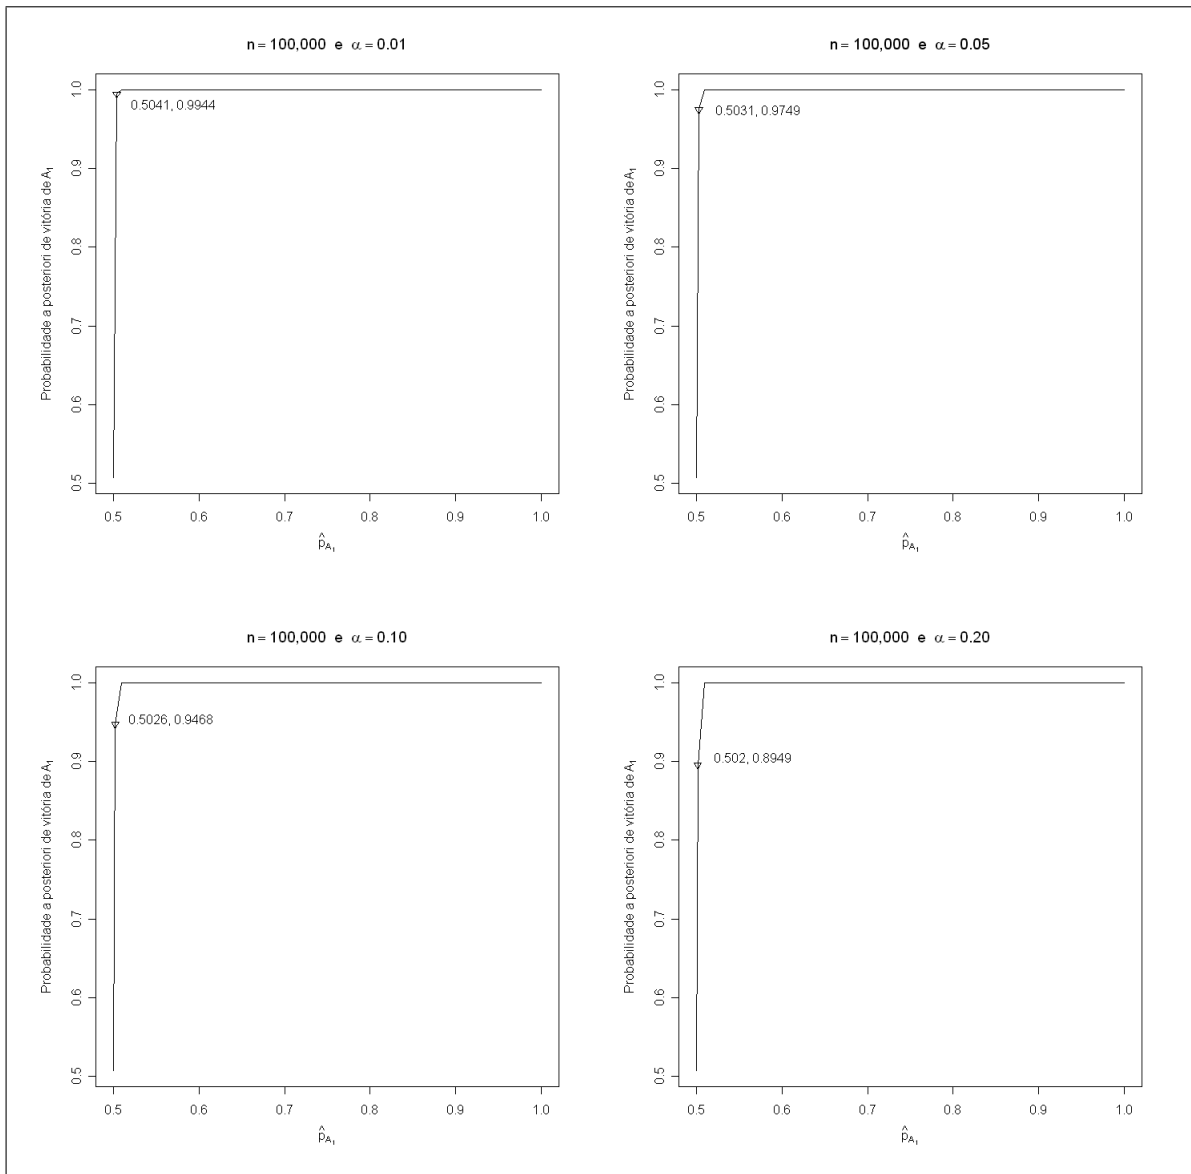 n = 100,000 e α = 0.01
Probabilidade a posteriori de vitória de A₁
1.0
0.9
0.8
0.7
0.6
0.5
5041, 0.9944
0.5 0.6 0.7 0.8 0.9 1.0
p̂A₁
n = 100,000 e α = 0.05
Probabilidade a posteriori de vitória de A₁
1.0
0.9
0.8
0.7
0.6
0.5
0.5031, 0.9749
0.5 0.6 0.7 0.8 0.9 1.0
p̂A₁
n = 100,000 e α = 0.10
Probabilidade a posteriori de vitória de A₁
1.0
0.9
0.8
0.7
0.6
0.5
0.5026, 0.9468
0.5 0.6 0.7 0.8 0.9 1.0
p̂A₁
n = 100,000 e α = 0.20
Probabilidade a posteriori de vitória de A₁
1.0
0.9
0.8
0.7
0.6
0.5
0.502, 0.8949
0.5 0.6 0.7 0.8 0.9 1.0
p̂A₁